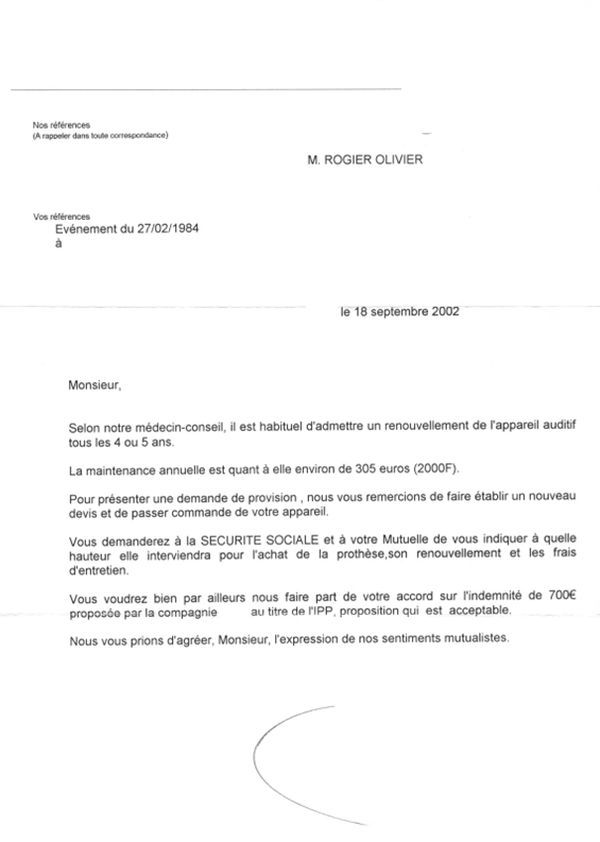 Nos références
(A rappeler dans toute correspondance)
M. ROGIER OLIVIER
Vos références
Evénement du 27/02/1984
à
le 18 septembre 2002
Monsieur,
Selon notre médecin-conseil, il est habituel d'admettre un renouvellement de l'appareil auditif
tous les 4 ou 5 ans.
La maintenance annuelle est quant à elle environ de 305 euros (2000F).
Pour présenter une demande de provision , nous vous remercions de faire établir un nouveau
devis et de passer commande de votre appareil.
Vous demanderez à la SECURITE SOCIALE et à votre Mutuelle de vous indiquer à quelle
hauteur elle interviendra pour l'achat de la prothèse,son renouvellement et les frais
d'entretien.
Vous voudrez bien par ailleurs nous faire part de votre accord sur l'indemnité de 700€
proposée par la compagnie au titre de l'IPP, proposition qui est acceptable.
Nous vous prions d'agréer, Monsieur, l'expression de nos sentiments mutualistes.